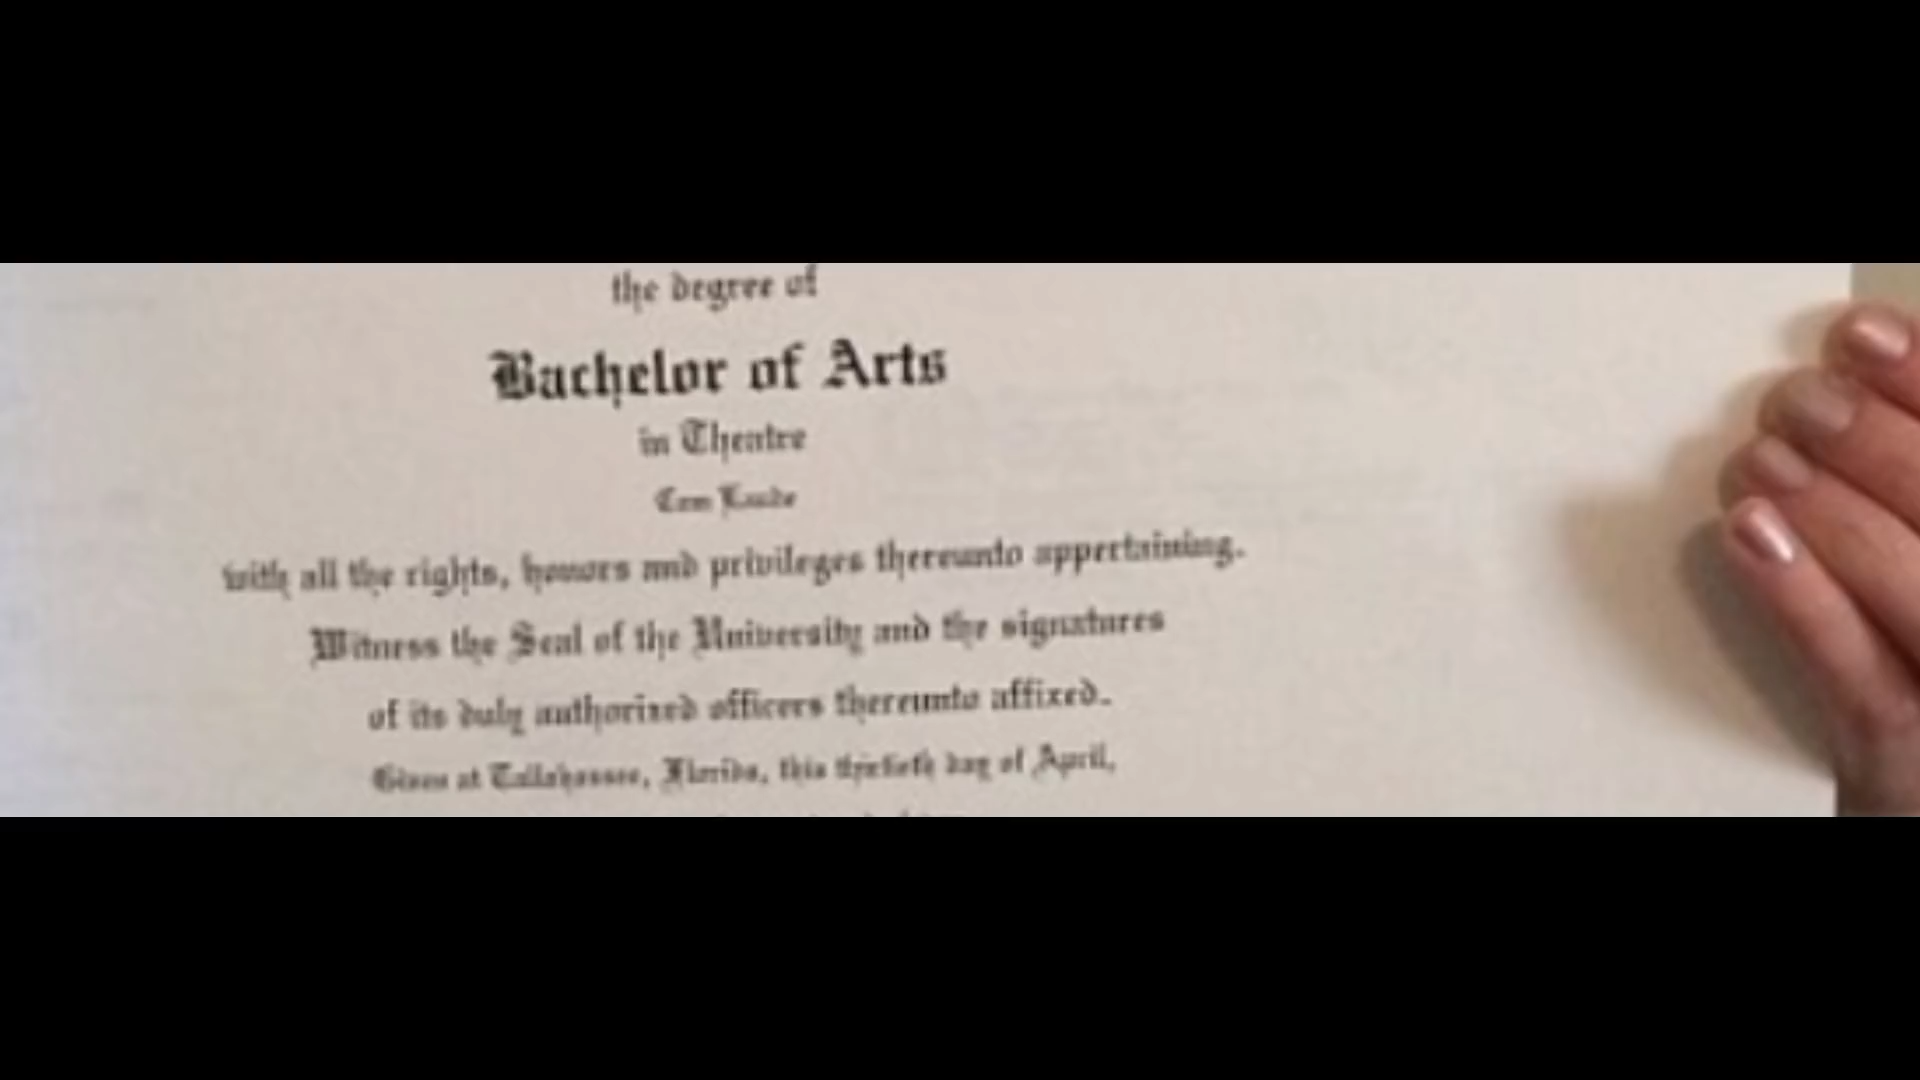 the degree of
Bachelor of Arts
in Theatre
Cum Laude
with all the rights, honors and privileges thereunto appertaining.
Witness the Seal of the University and the signatures
of its duly authorized officers thereunto affixed.
Given at Tallahassee, Florida, this thirtieth day of April,